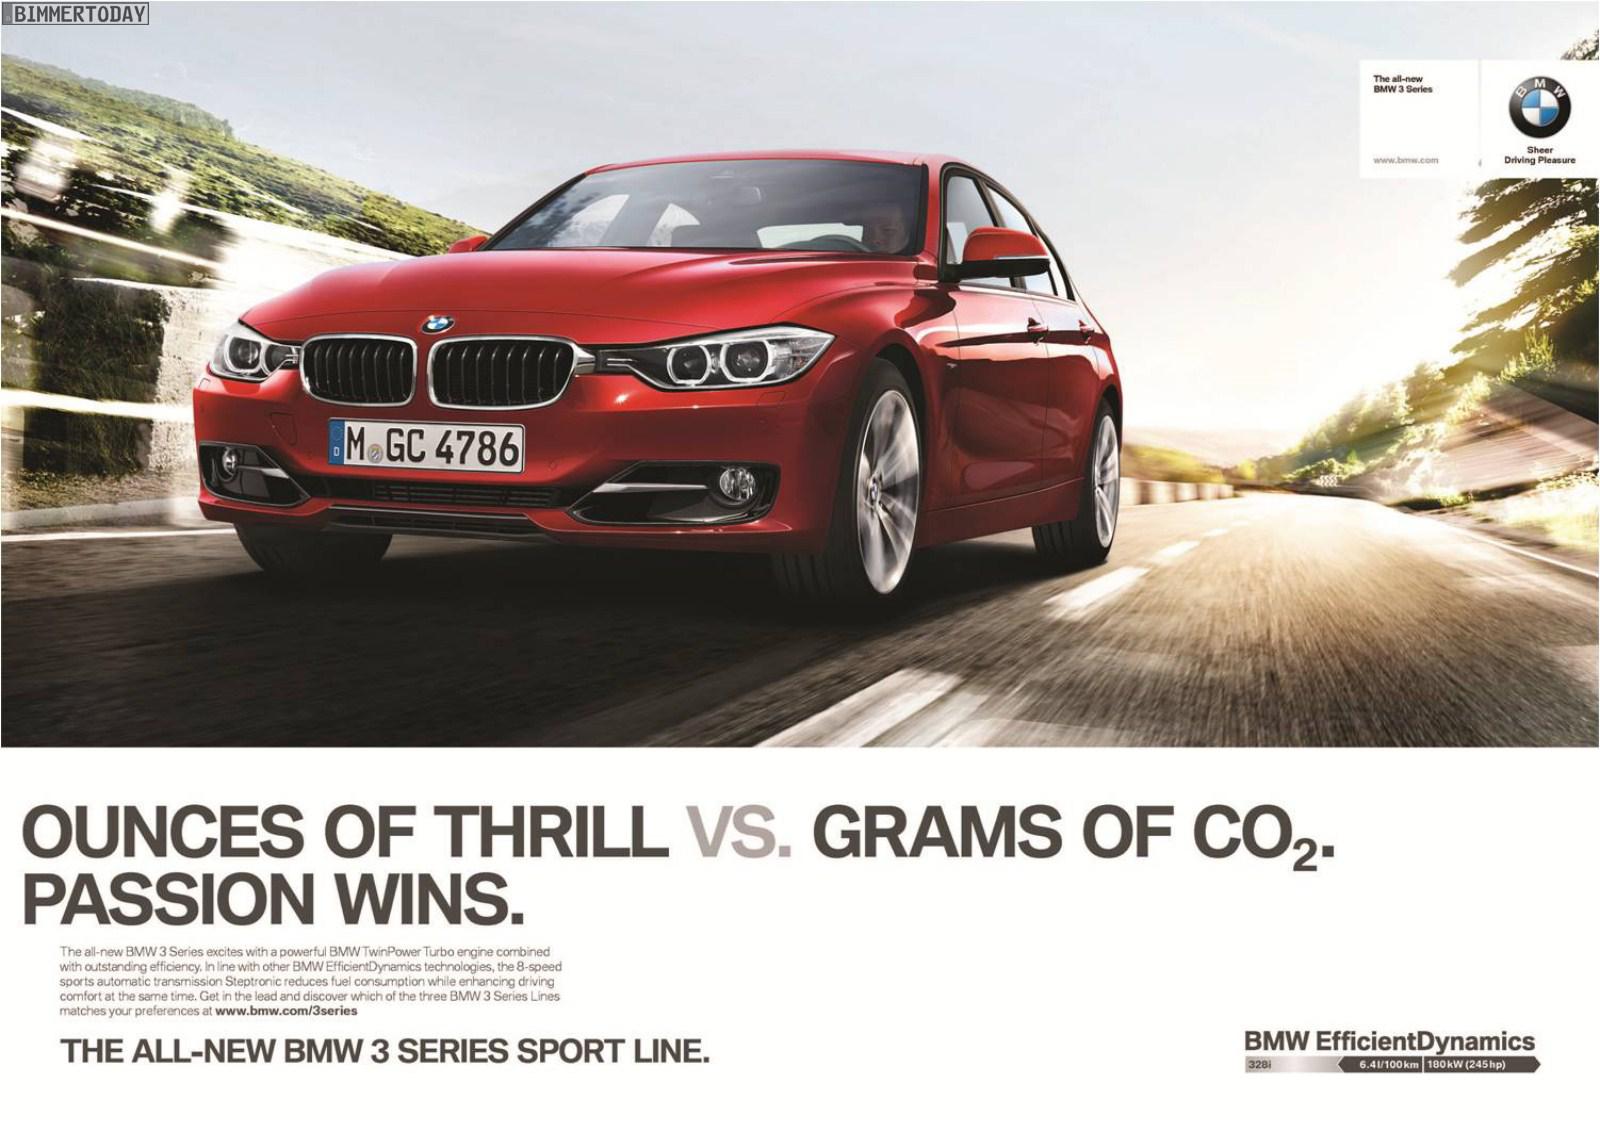 BIMMERTODAY
The all-new
BMW 3 Series
www.bmw.com
BMW
Sheer
Driving Pleasure
D
M GC 4786
OUNCES OF THRILL VS. GRAMS OF CO₂.
PASSION WINS.
The all-new BMW 3 Series excites with a powerful BMW TwinPower Turbo engine combined
with outstanding efficiency. In line with other BMW EfficientDynamics technologies, the 8-speed
sports automatic transmission Steptronic reduces fuel consumption while enhancing driving
comfort at the same time. Get in the lead and discover which of the three BMW 3 Series Lines
matches your preferences at www.bmw.com/3series
THE ALL-NEW BMW 3 SERIES SPORT LINE.
BMW EfficientDynamics
328i 6.4l/100km 180kW (245hp)